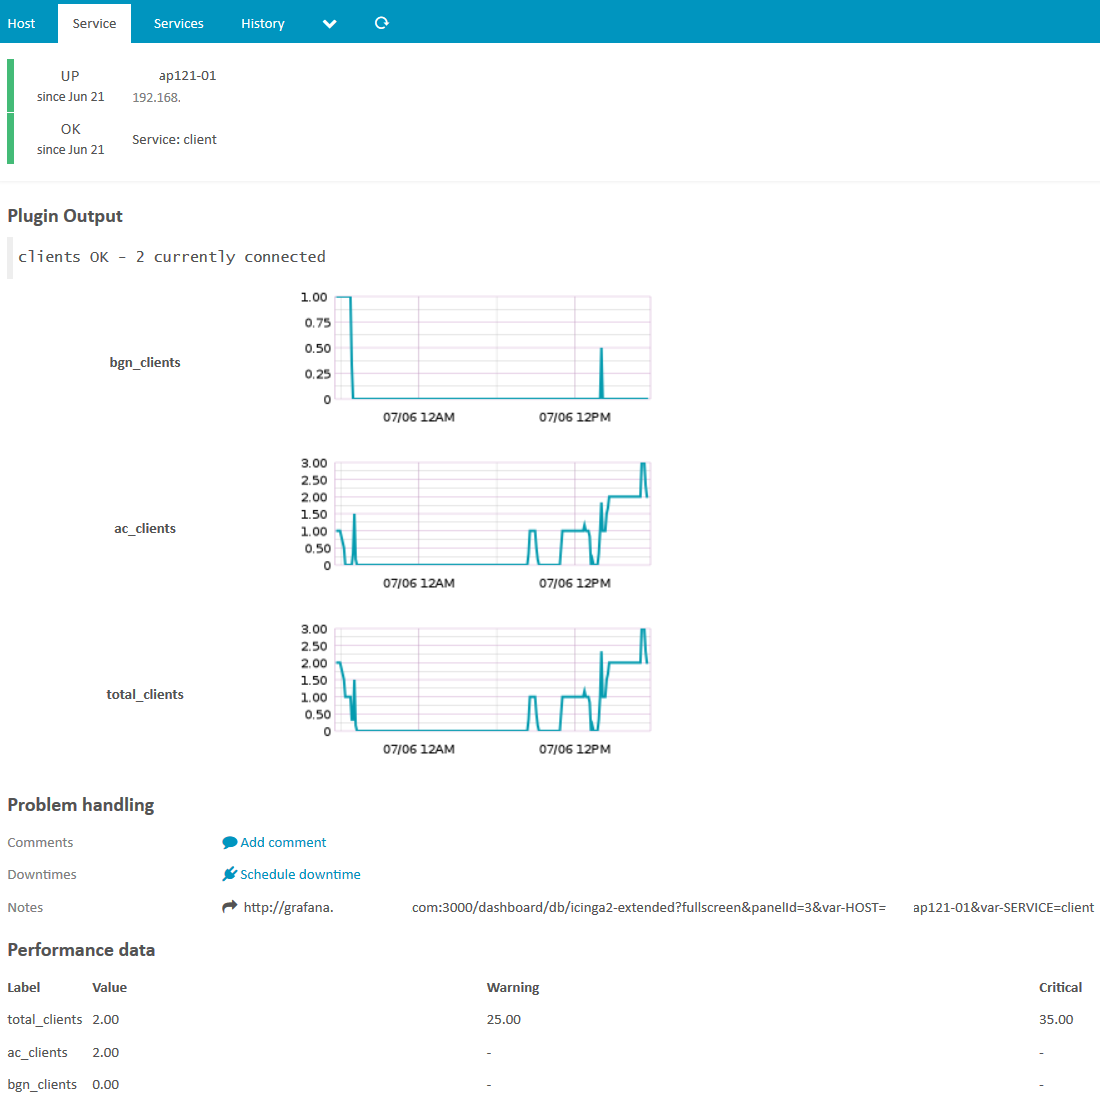 Host Service Services History
UP ap121-01
since Jun 21 192.168.
OK
since Jun 21 Service: client
Plugin Output
clients OK - 2 currently connected
bgn_clients
1.00
0.75
0.50
0.25
0
07/06 12AM 07/06 12PM
ac_clients
3.00
2.50
2.00
1.50
1.00
0.50
0
07/06 12AM 07/06 12PM
total_clients
3.00
2.50
2.00
1.50
1.00
0.50
0
07/06 12AM 07/06 12PM
Problem handling
Comments Add comment
Downtimes Schedule downtime
Notes http://grafana. com:3000/dashboard/db/icinga2-extended?fullscreen&panelId=3&var-HOST= ap121-01&var-SERVICE=client
Performance data
Label Value Warning Critical
total_clients 2.00 25.00 35.00
ac_clients 2.00 - -
bgn_clients 0.00 - -